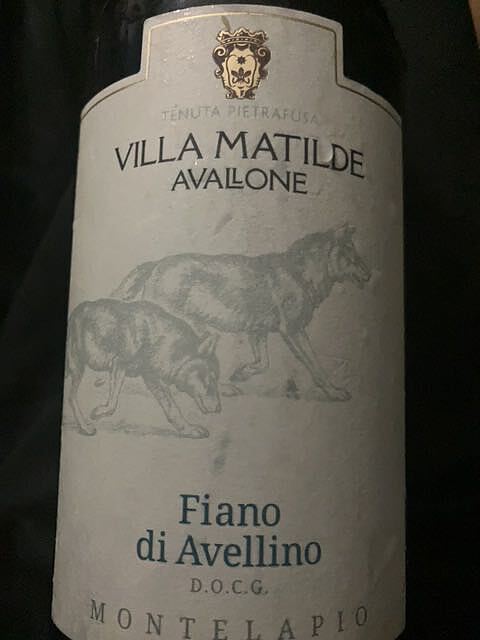 TENUTA PIETRAFUSA
VILLA MATILDE
AVALLONE
Fiano
di Avellino
D.O.C.G.
MONTELAPIO